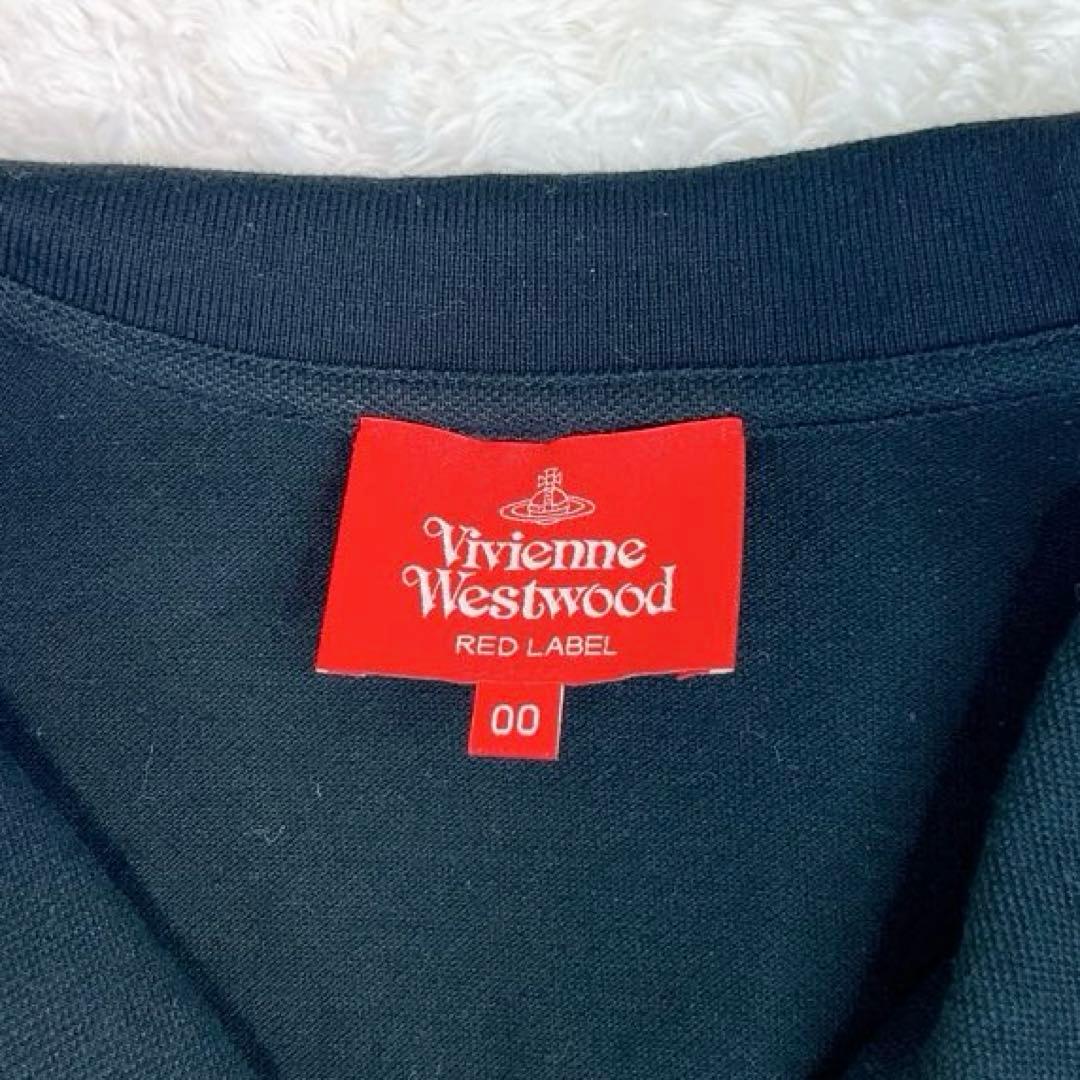 Vivienne
Westwood
RED LABEL
00